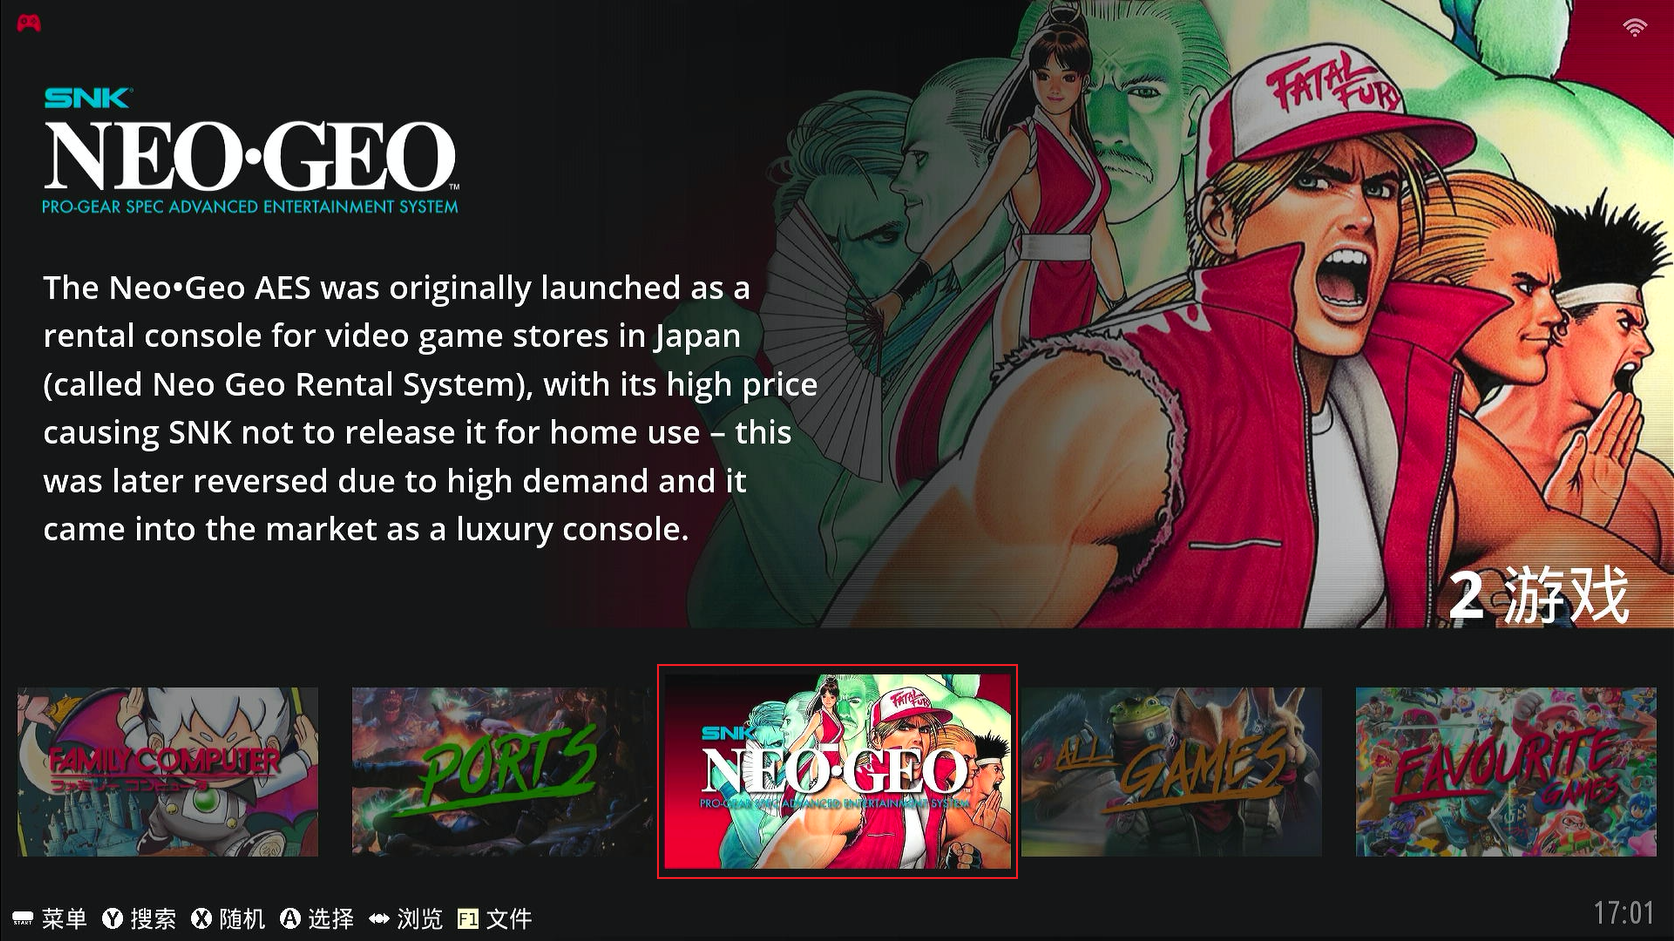 SNK
NEO•GEO™
PRO-GEAR SPEC ADVANCED ENTERTAINMENT SYSTEM
FATAL
FURY
The Neo•Geo AES was originally launched as a
rental console for video game stores in Japan
(called Neo Geo Rental System), with its high price
causing SNK not to release it for home use – this
was later reversed due to high demand and it
came into the market as a luxury console.
2 游戏
FAMILY COMPUTER
ファミリーコンピュータ
PORTS
SNK
NEO•GEO
PRO-GEAR SPEC ADVANCED ENTERTAINMENT SYSTEM
FATAL
FURY
ALL
GAMES
FAVOURITE
GAMES
START 菜单 Y 搜索 X 随机 A 选择 浏览 F1 文件
17:01